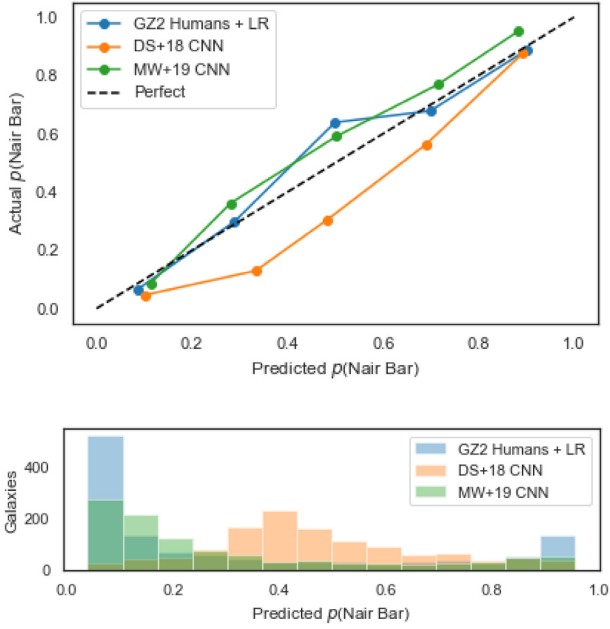 GZ2 Humans + LR
DS+18 CNN
MW+19 CNN
Perfect
Actual p(Nair Bar)
1.0
0.8
0.6
0.4
0.2
0.0
0.0 0.2 0.4 0.6 0.8 1.0
Predicted p(Nair Bar)
GZ2 Humans + LR
DS+18 CNN
MW+19 CNN
Galaxies
400
200
0
0.0 0.2 0.4 0.6 0.8 1.0
Predicted p(Nair Bar)